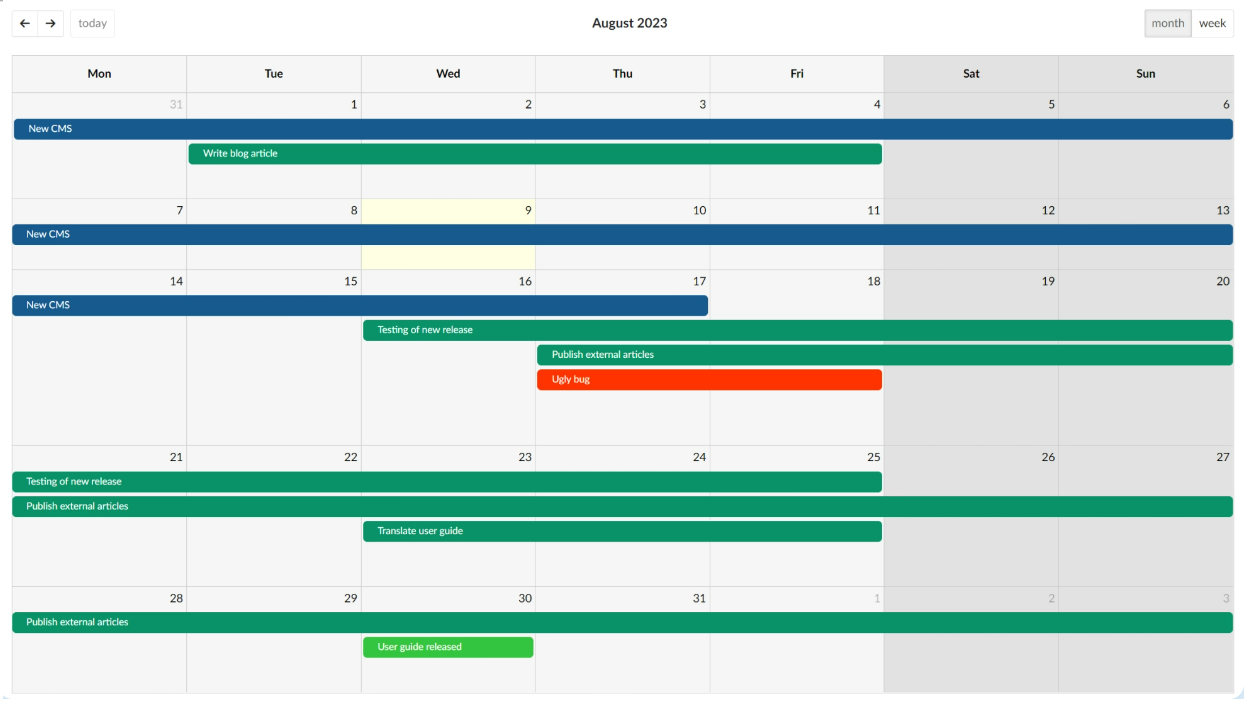 today
August 2023
month week
Mon Tue Wed Thu Fri Sat Sun
31 1 2 3 4 5 6
New CMS
Write blog article
7 8 9 10 11 12 13
New CMS
14 15 16 17 18 19 20
New CMS
Testing of new release
Publish external articles
Ugly bug
21 22 23 24 25 26 27
Testing of new release
Publish external articles
Translate user guide
28 29 30 31 1 2 3
Publish external articles
User guide released